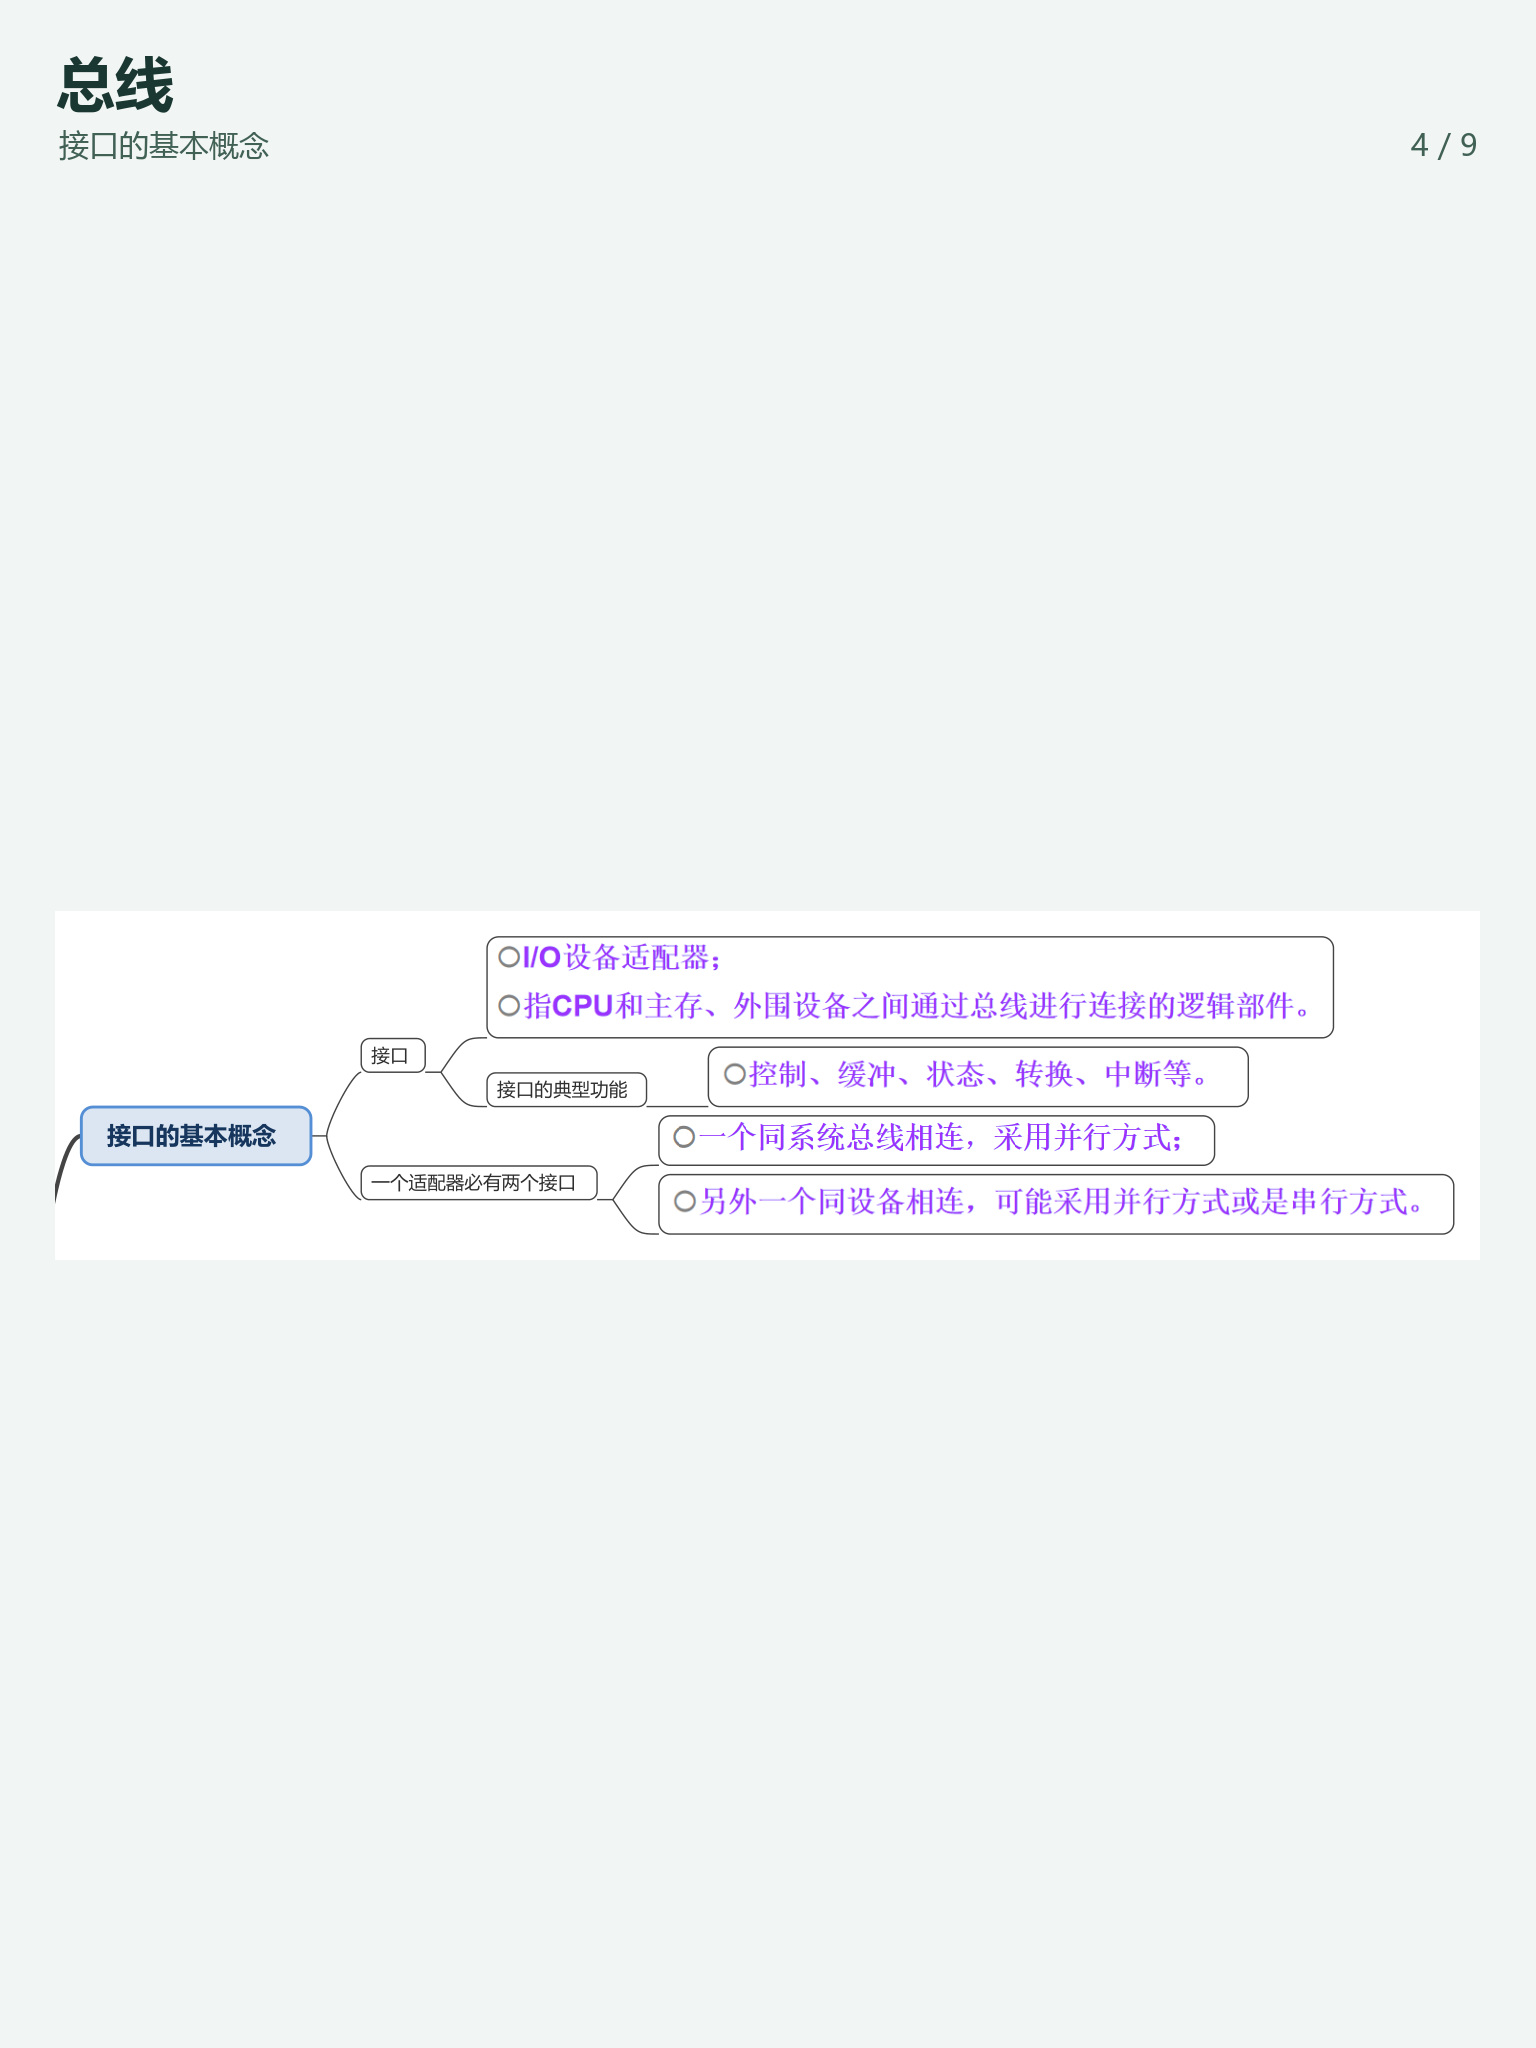 总线
接口的基本概念
4 / 9
〇I/O设备适配器；
〇指CPU和主存、外围设备之间通过总线进行连接的逻辑部件。
接口
接口的典型功能
〇控制、缓冲、状态、转换、中断等。
接口的基本概念
〇一个同系统总线相连，采用并行方式；
一个适配器必有两个接口
〇另外一个同设备相连，可能采用并行方式或是串行方式。